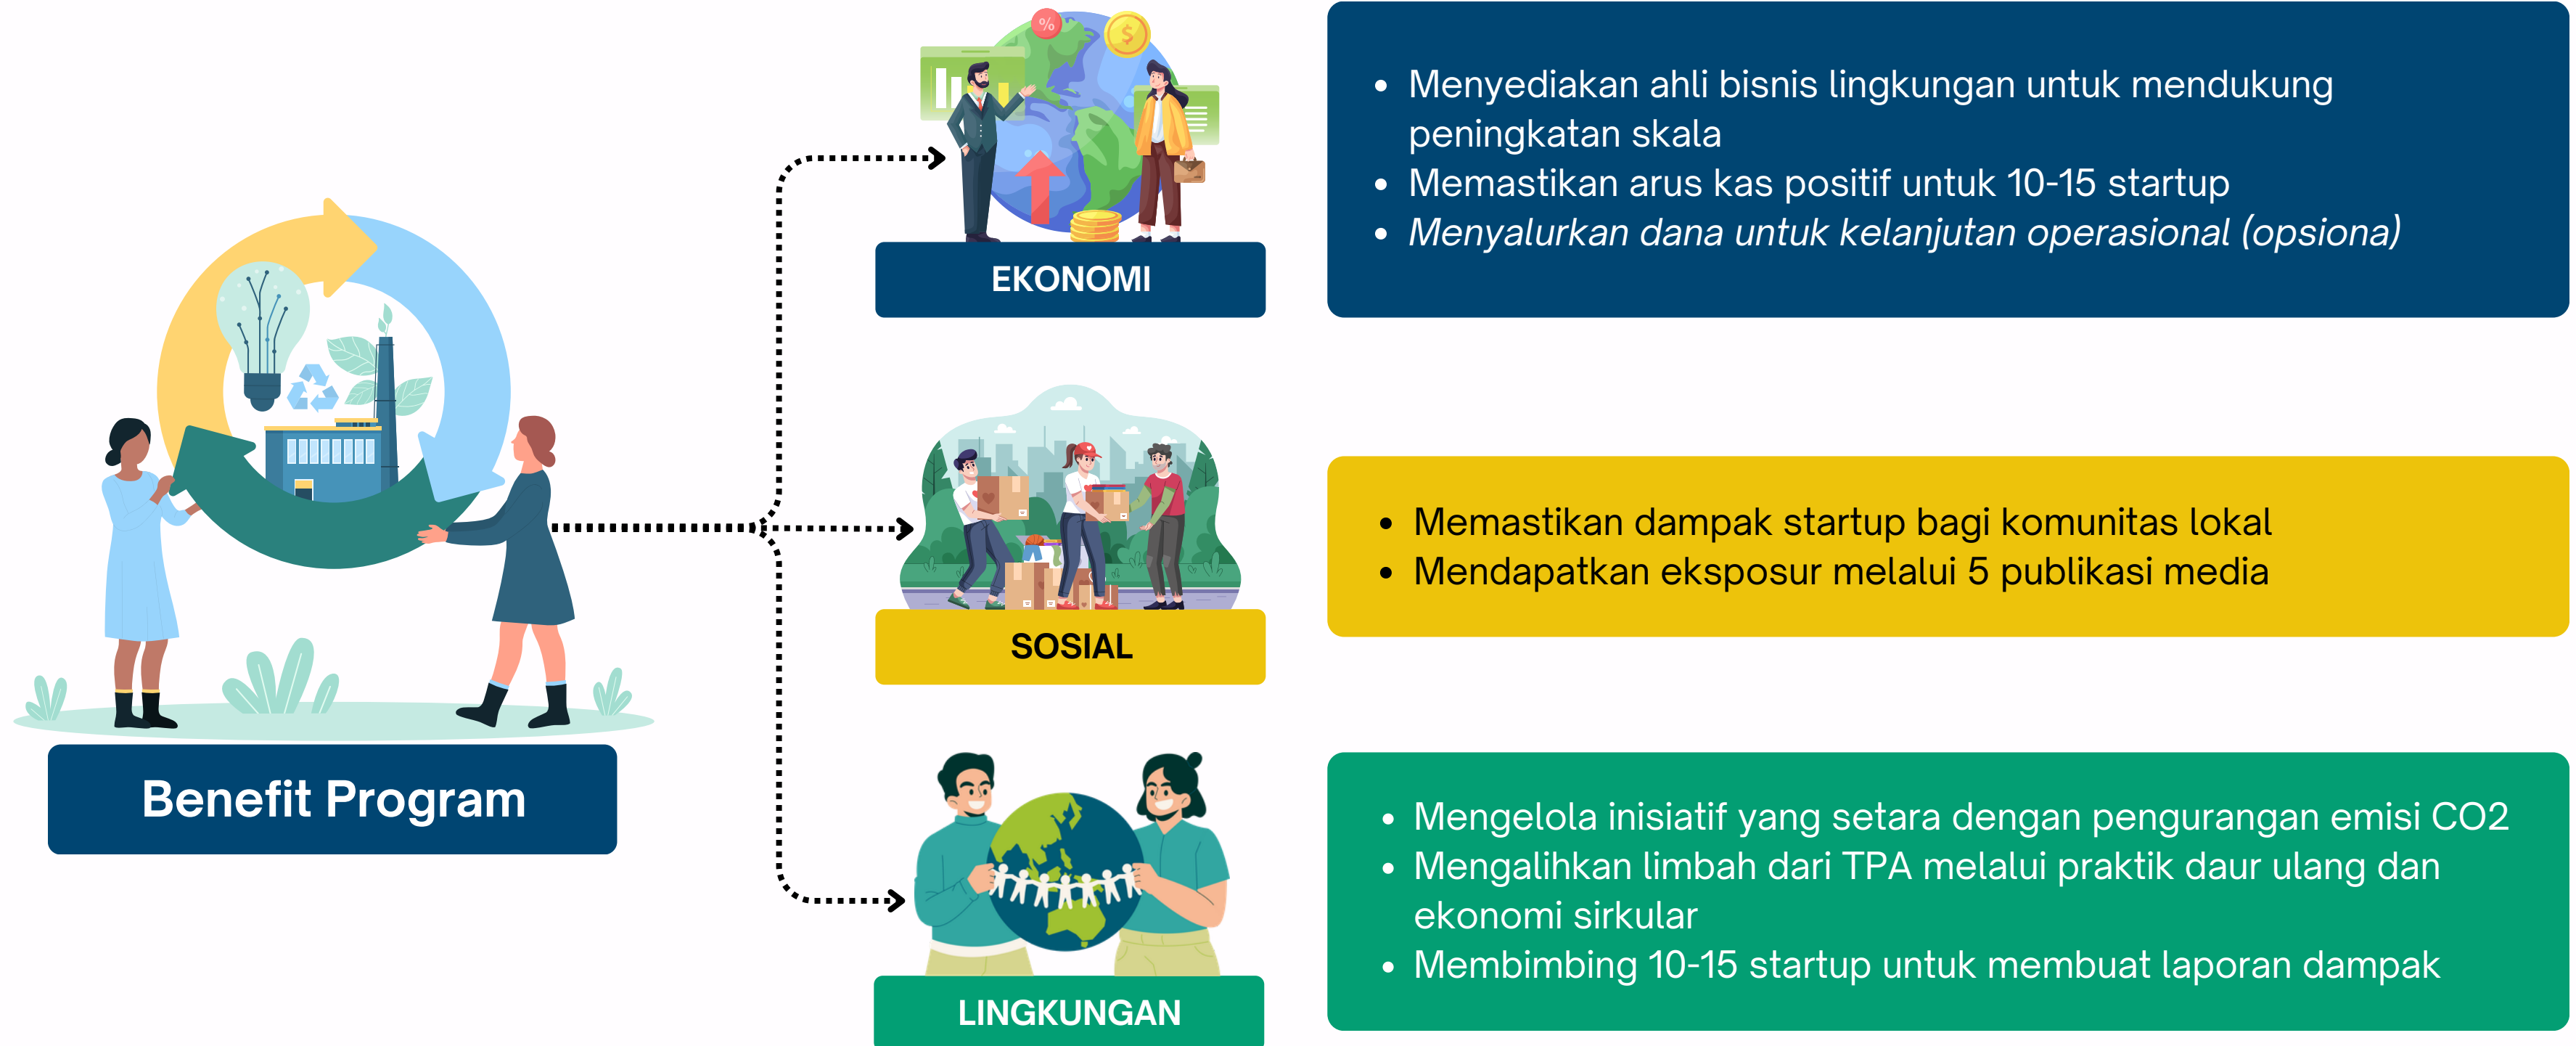 Benefit Program
EKONOMI
• Menyediakan ahli bisnis lingkungan untuk mendukung
peningkatan skala
• Memastikan arus kas positif untuk 10-15 startup
• Menyalurkan dana untuk kelanjutan operasional (opsiona)
SOSIAL
• Memastikan dampak startup bagi komunitas lokal
• Mendapatkan eksposur melalui 5 publikasi media
LINGKUNGAN
• Mengelola inisiatif yang setara dengan pengurangan emisi CO2
• Mengalihkan limbah dari TPA melalui praktik daur ulang dan
ekonomi sirkular
• Membimbing 10-15 startup untuk membuat laporan dampak
%
$